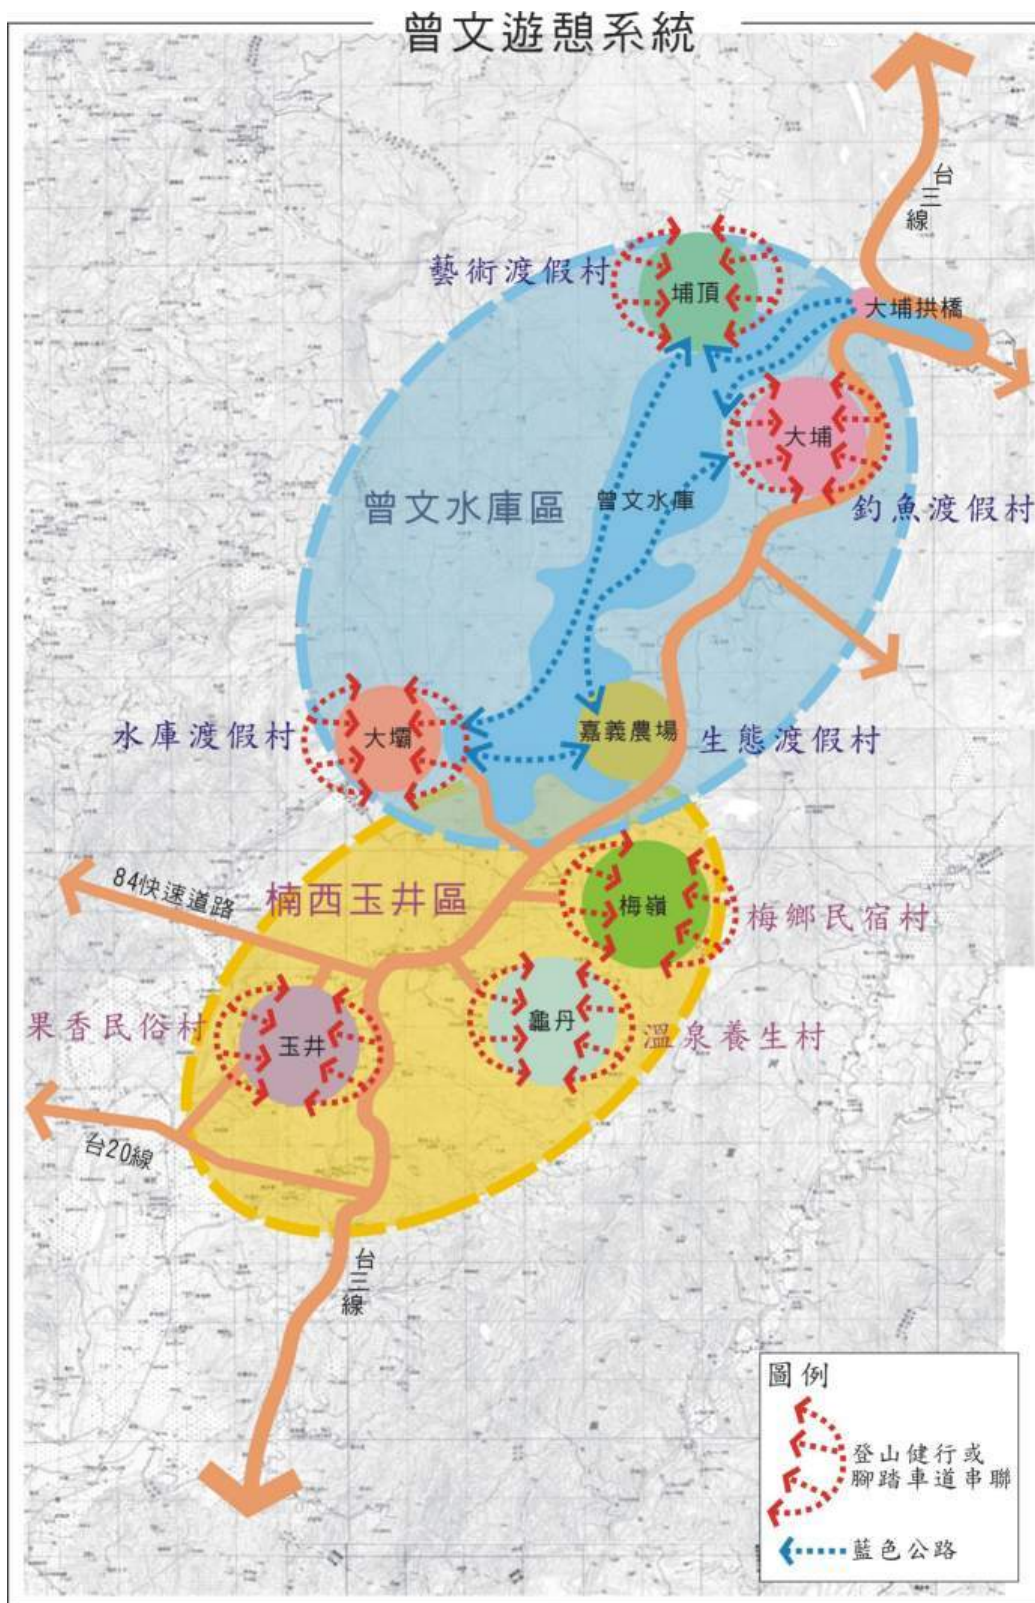 曾文遊憩系統
台三線
藝術渡假村
埔頂
大埔拱橋
大埔
曾文水庫區
曾文水庫
釣魚渡假村
水庫渡假村
大壩
嘉義農場
生態渡假村
84快速道路
楠西玉井區
梅嶺
梅鄉民宿村
果香民俗村
玉井
龜丹
溫泉養生村
台20線
台三線
圖例
登山健行或
腳踏車道串聯
藍色公路